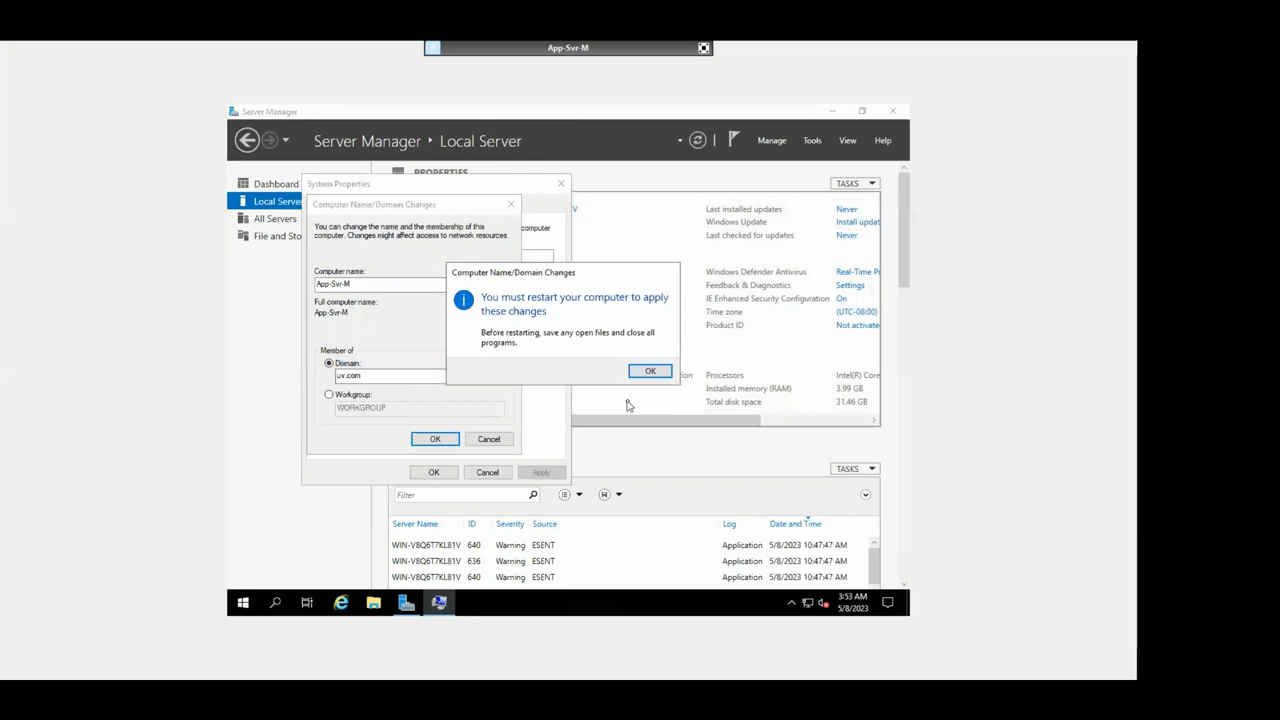 App-Svr-M
Server Manager
Server Manager • Local Server
Manage Tools View Help
Dashboard
Local Serve
All Servers
File and Sto
PROPERTIES
TASKS
System Properties
Computer Name/Domain Changes
You can change the name and the membership of this
computer. Changes might affect access to network resources.
computer
Computer name:
App-Svr-M
Full computer name:
App-Svr-M
Member of
Domain:
uv.com
Workgroup:
WORKGROUP
OK Cancel
OK Cancel Apply
Computer Name/Domain Changes
You must restart your computer to apply
these changes
Before restarting, save any open files and close all
programs.
OK
V
Last installed updates Never
Windows Update Install updat
Last checked for updates Never
Windows Defender Antivirus Real-Time P
Feedback & Diagnostics Settings
IE Enhanced Security Configuration On
Time zone (UTC-08:00)
Product ID Not activate
ion
Processors Intel(R) Core
Installed memory (RAM) 3.99 GB
Total disk space 31.46 GB
TASKS
Filter
Server Name ID Severity Source Log Date and Time
WIN-V8Q6T7KL81V 640 Warning ESENT Application 5/8/2023 10:47:47 AM
WIN-V8Q6T7KL81V 636 Warning ESENT Application 5/8/2023 10:47:47 AM
WIN-V8Q6T7KL81V 640 Warning ESENT Application 5/8/2023 10:47:47 AM
3:53 AM
5/8/2023